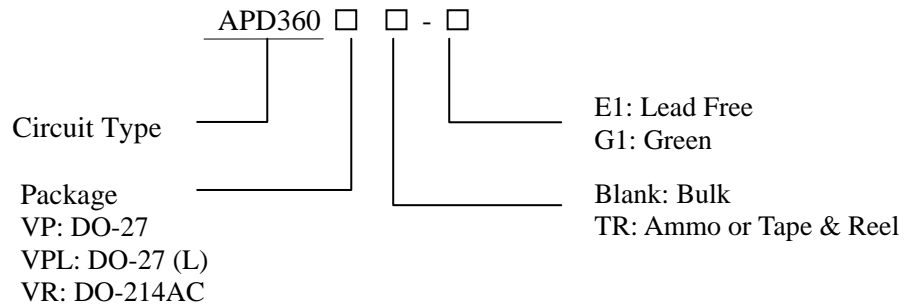 APD360 □ □ - □
Circuit Type
Package
VP: DO-27
VPL: DO-27 (L)
VR: DO-214AC
E1: Lead Free
G1: Green
Blank: Bulk
TR: Ammo or Tape & Reel